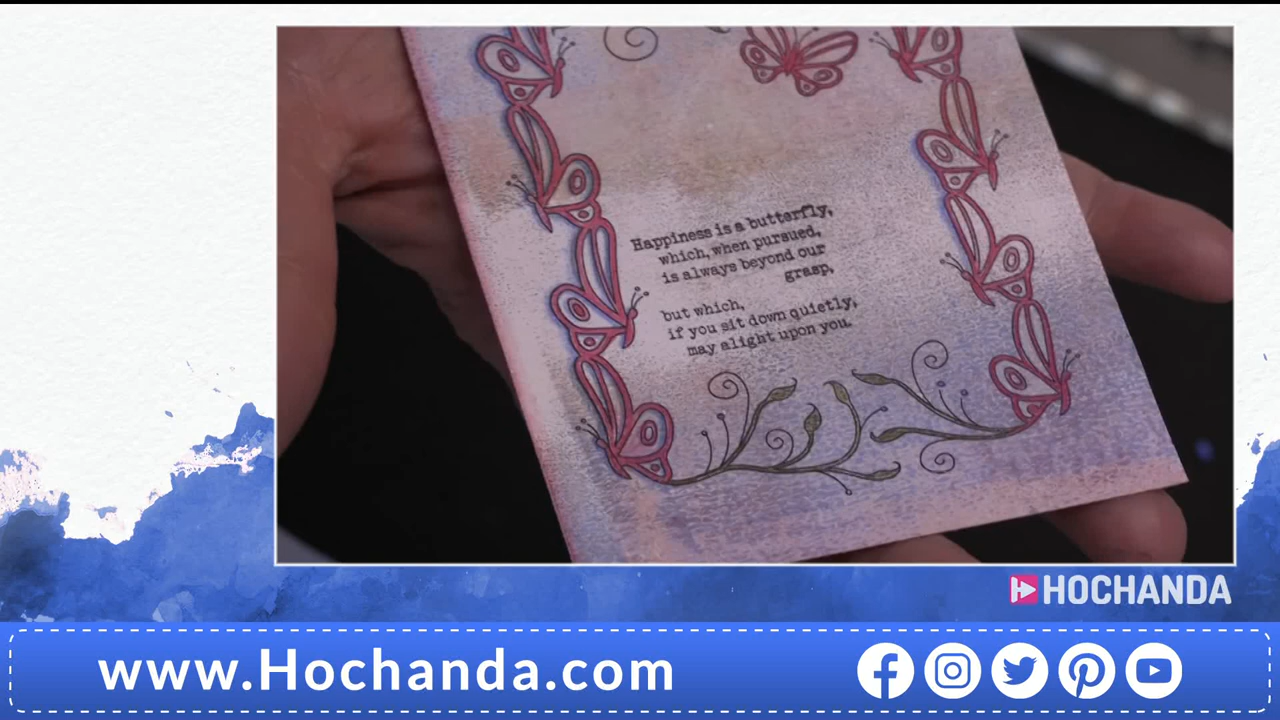 Happiness is a butterfly,
which, when pursued,
is always beyond our
grasp,
but which,
if you sit down quietly,
may alight upon you.
HOCHANDA
www.Hochanda.com